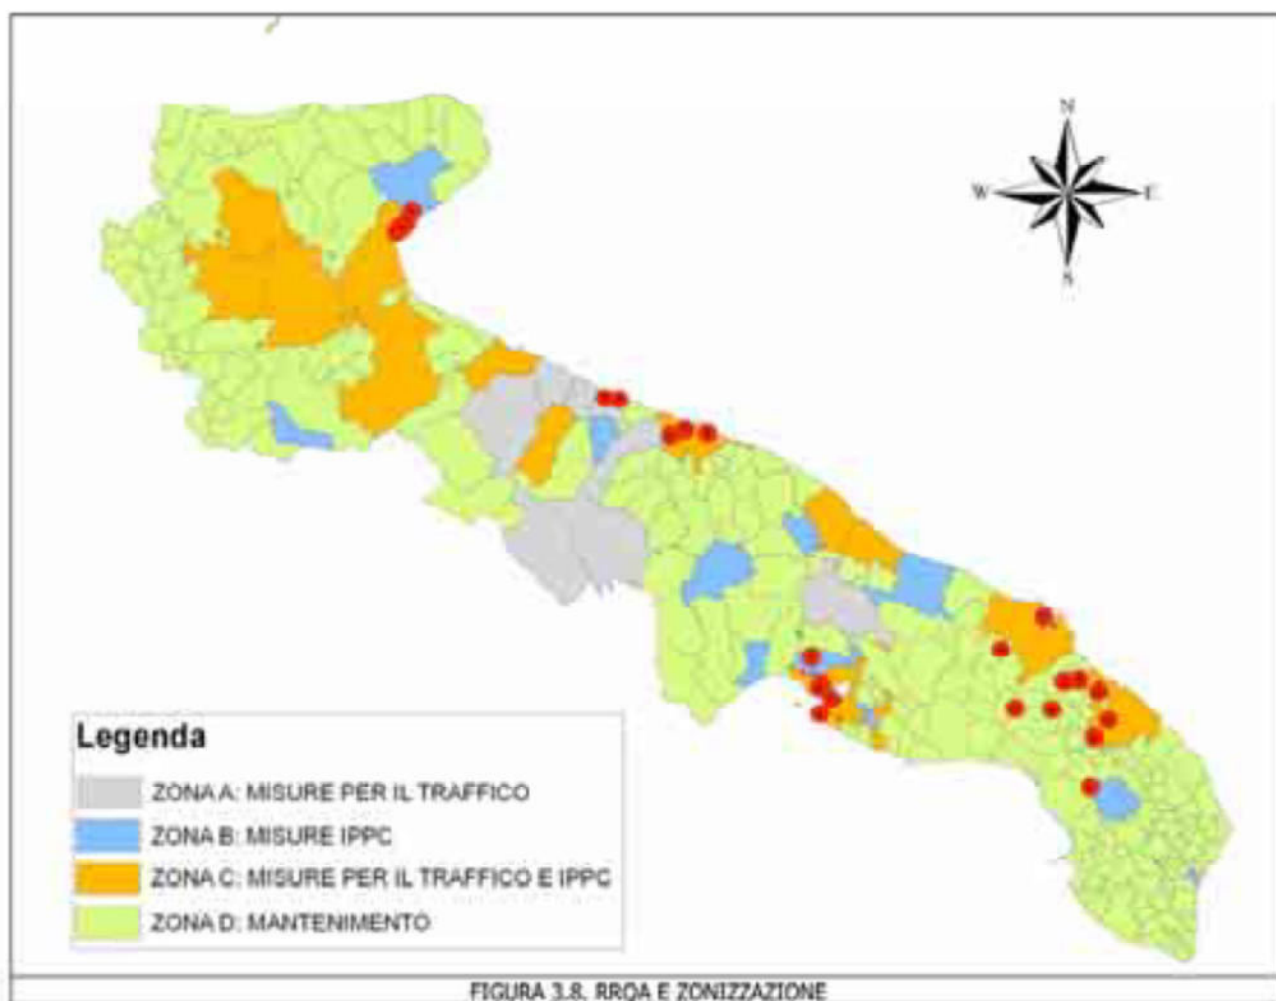 N
W E
S
Legenda
ZONA A: MISURE PER IL TRAFFICO
ZONA B: MISURE IPPC
ZONA C: MISURE PER IL TRAFFICO E IPPC
ZONA D: MANTENIMENTO
FIGURA 3.8. RRQA E ZONIZZAZIONE